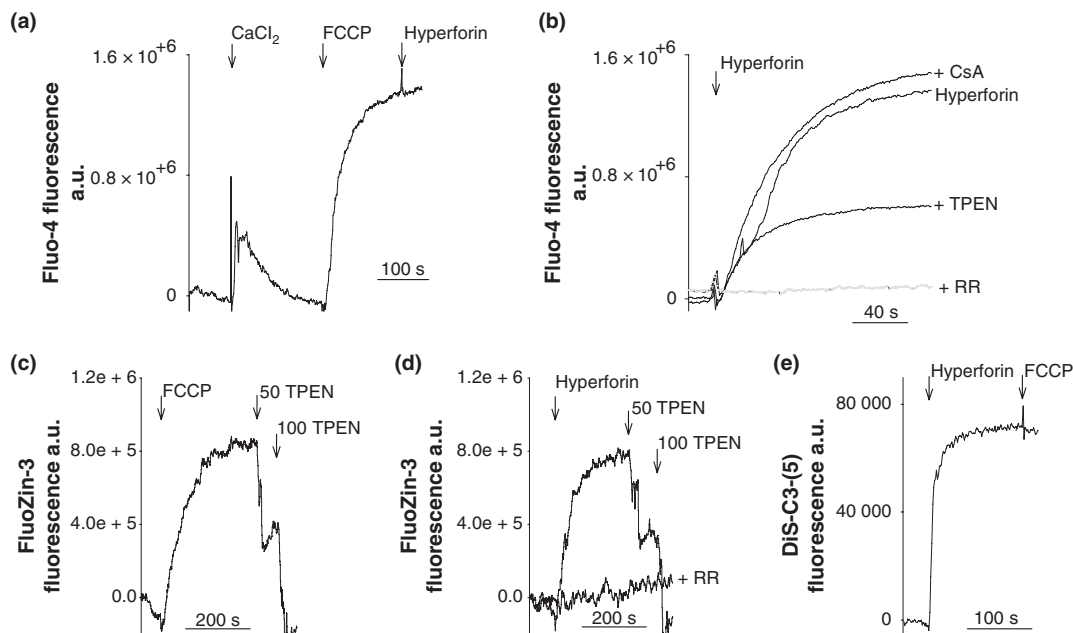 (a)
CaCl₂ FCCP Hyperforin
1.6 × 10⁺⁶
0.8 × 10⁺⁶
0
Fluo-4 fluorescence
a.u.
100 s
(b)
Hyperforin
1.6 × 10⁺⁶
0.8 × 10⁺⁶
0
Fluo-4 fluorescence
a.u.
+ CsA
Hyperforin
+ TPEN
+ RR
40 s
(c)
1.2e + 6
8.0e + 5
4.0e + 5
0.0
FluoZin-3
fluorescence a.u.
FCCP
50 TPEN
100 TPEN
200 s
(d)
1.2e + 6
8.0e + 5
4.0e + 5
0.0
FluoZin-3
fluorescence a.u.
Hyperforin
50 TPEN
100 TPEN
+ RR
200 s
(e)
Hyperforin FCCP
80 000
40 000
0
DiS-C3-(5)
fluorescence a.u.
100 s